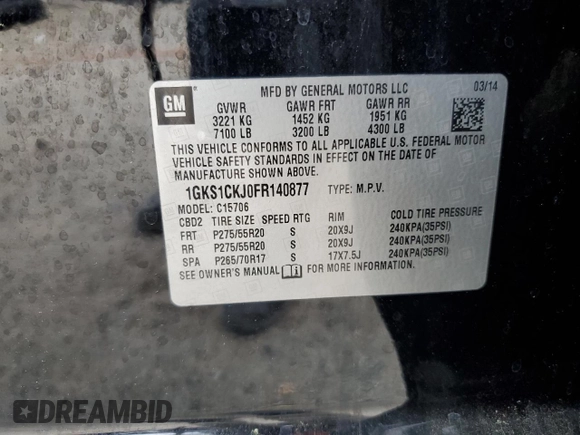 GM
MFD BY GENERAL MOTORS LLC 03/14
GVWR GAWR FRT GAWR RR
3221 KG 1452 KG 1951 KG
7100 LB 3200 LB 4300 LB
THIS VEHICLE CONFORMS TO ALL APPLICABLE U.S. FEDERAL MOTOR
VEHICLE SAFETY STANDARDS IN EFFECT ON THE DATE OF
MANUFACTURE SHOWN ABOVE.
1GKS1CKJ0FR140877 TYPE: M.P.V.
MODEL: C15706
CBD2 TIRE SIZE SPEED RTG RIM COLD TIRE PRESSURE
FRT P275/55R20 S 20X9J 240KPA(35PSI)
RR P275/55R20 S 20X9J 240KPA(35PSI)
SPA P265/70R17 S 17X7.5J 240KPA(35PSI)
SEE OWNER'S MANUAL FOR MORE INFORMATION.
DREAMBID